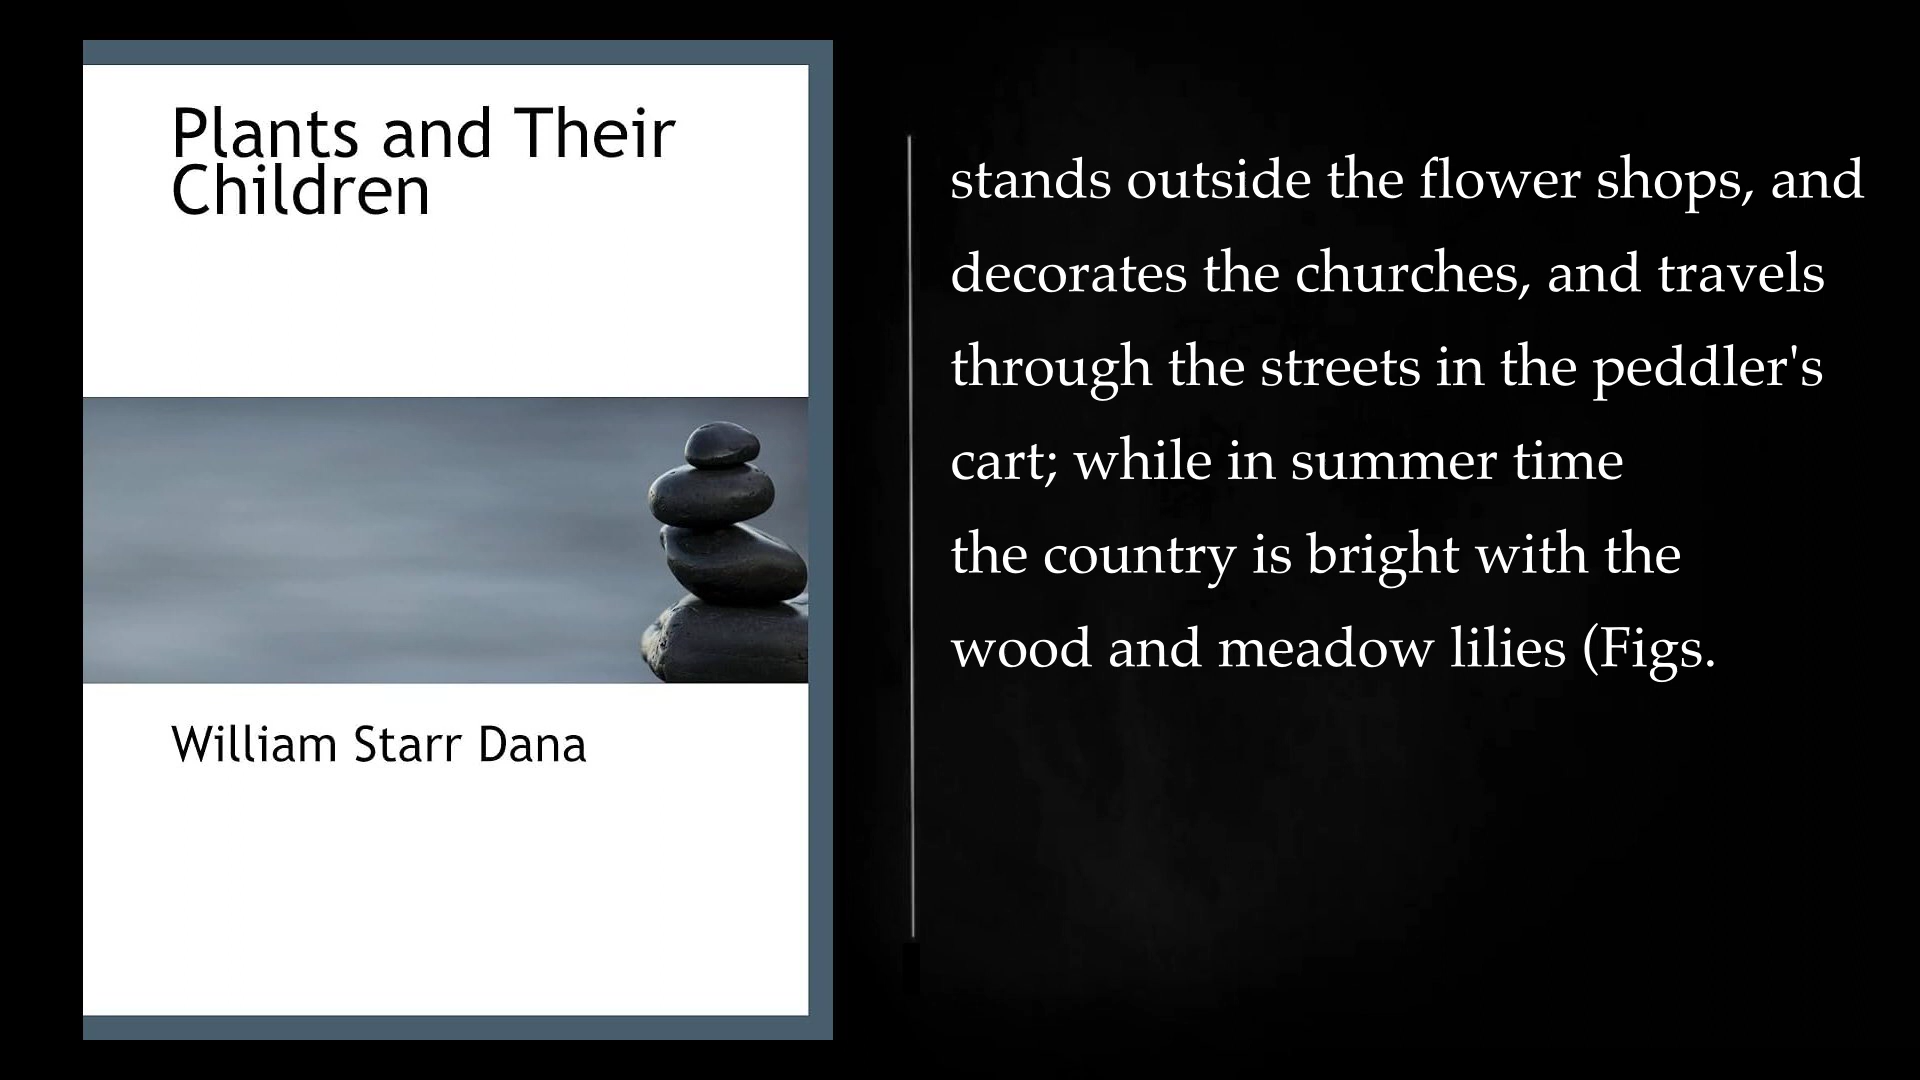 Plants and Their
Children
William Starr Dana
stands outside the flower shops, and
decorates the churches, and travels
through the streets in the peddler's
cart; while in summer time
the country is bright with the
wood and meadow lilies (Figs.